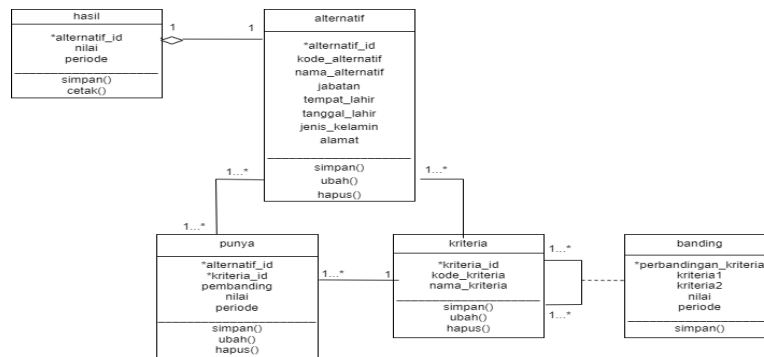 hasil
*alternatif_id
nilai
periode
simpan()
cetak()
1
1
alternatif
*alternatif_id
kode_alternatif
nama_alternatif
jabatan
tempat_lahir
tanggal_lahir
jenis_kelamin
alamat
simpan()
ubah()
hapus()
1...*
1...*
1...*
punya
*alternatif_id
*kriteria_id
pembanding
nilai
periode
simpan()
ubah()
hapus()
1...*
1
kriteria
*kriteria_id
kode_kriteria
nama_kriteria
simpan()
ubah()
hapus()
1...*
1...*
banding
*perbandingan_kriteria
kriteria1
kriteria2
nilai
periode
simpan()